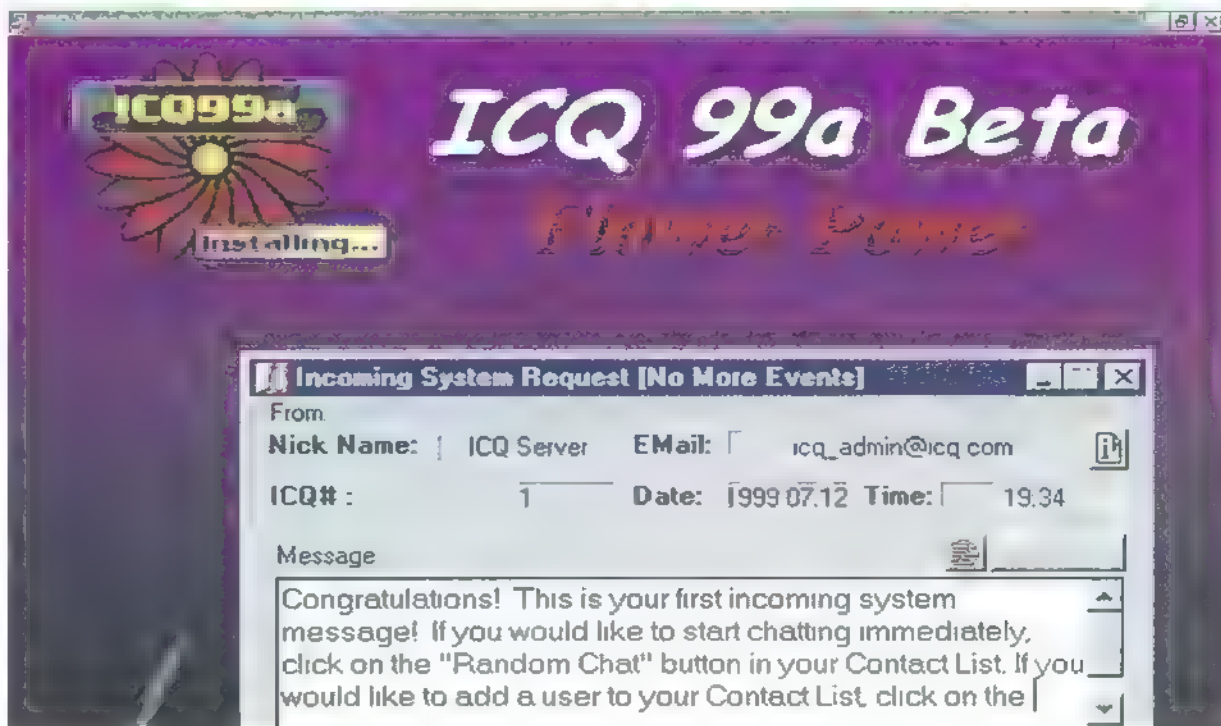 ICQ99a
installing...
ICQ 99a Beta
Flower Power
Incoming System Request [No More Events]
From
Nick Name: ICQ Server EMail: icq_admin@icq.com
ICQ# : 1 Date: 1999.07.12 Time: 19:34
Message
Congratulations! This is your first incoming system
message! If you would like to start chatting immediately,
click on the "Random Chat" button in your Contact List. If you
would like to add a user to your Contact List, click on the